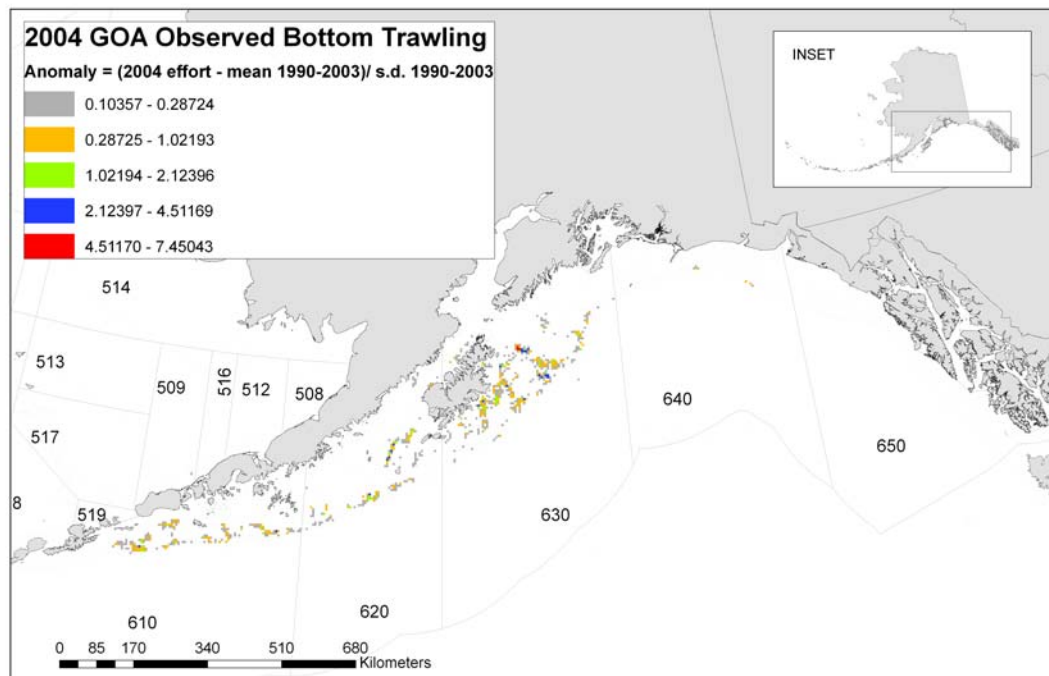 2004 GOA Observed Bottom Trawling
Anomaly = (2004 effort - mean 1990-2003)/ s.d. 1990-2003
0.10357 - 0.28724
0.28725 - 1.02193
1.02194 - 2.12396
2.12397 - 4.51169
4.51170 - 7.45043
INSET
514
513
509
516
512
508
517
8
519
640
650
630
620
610
0 85 170 340 510 680
Kilometers